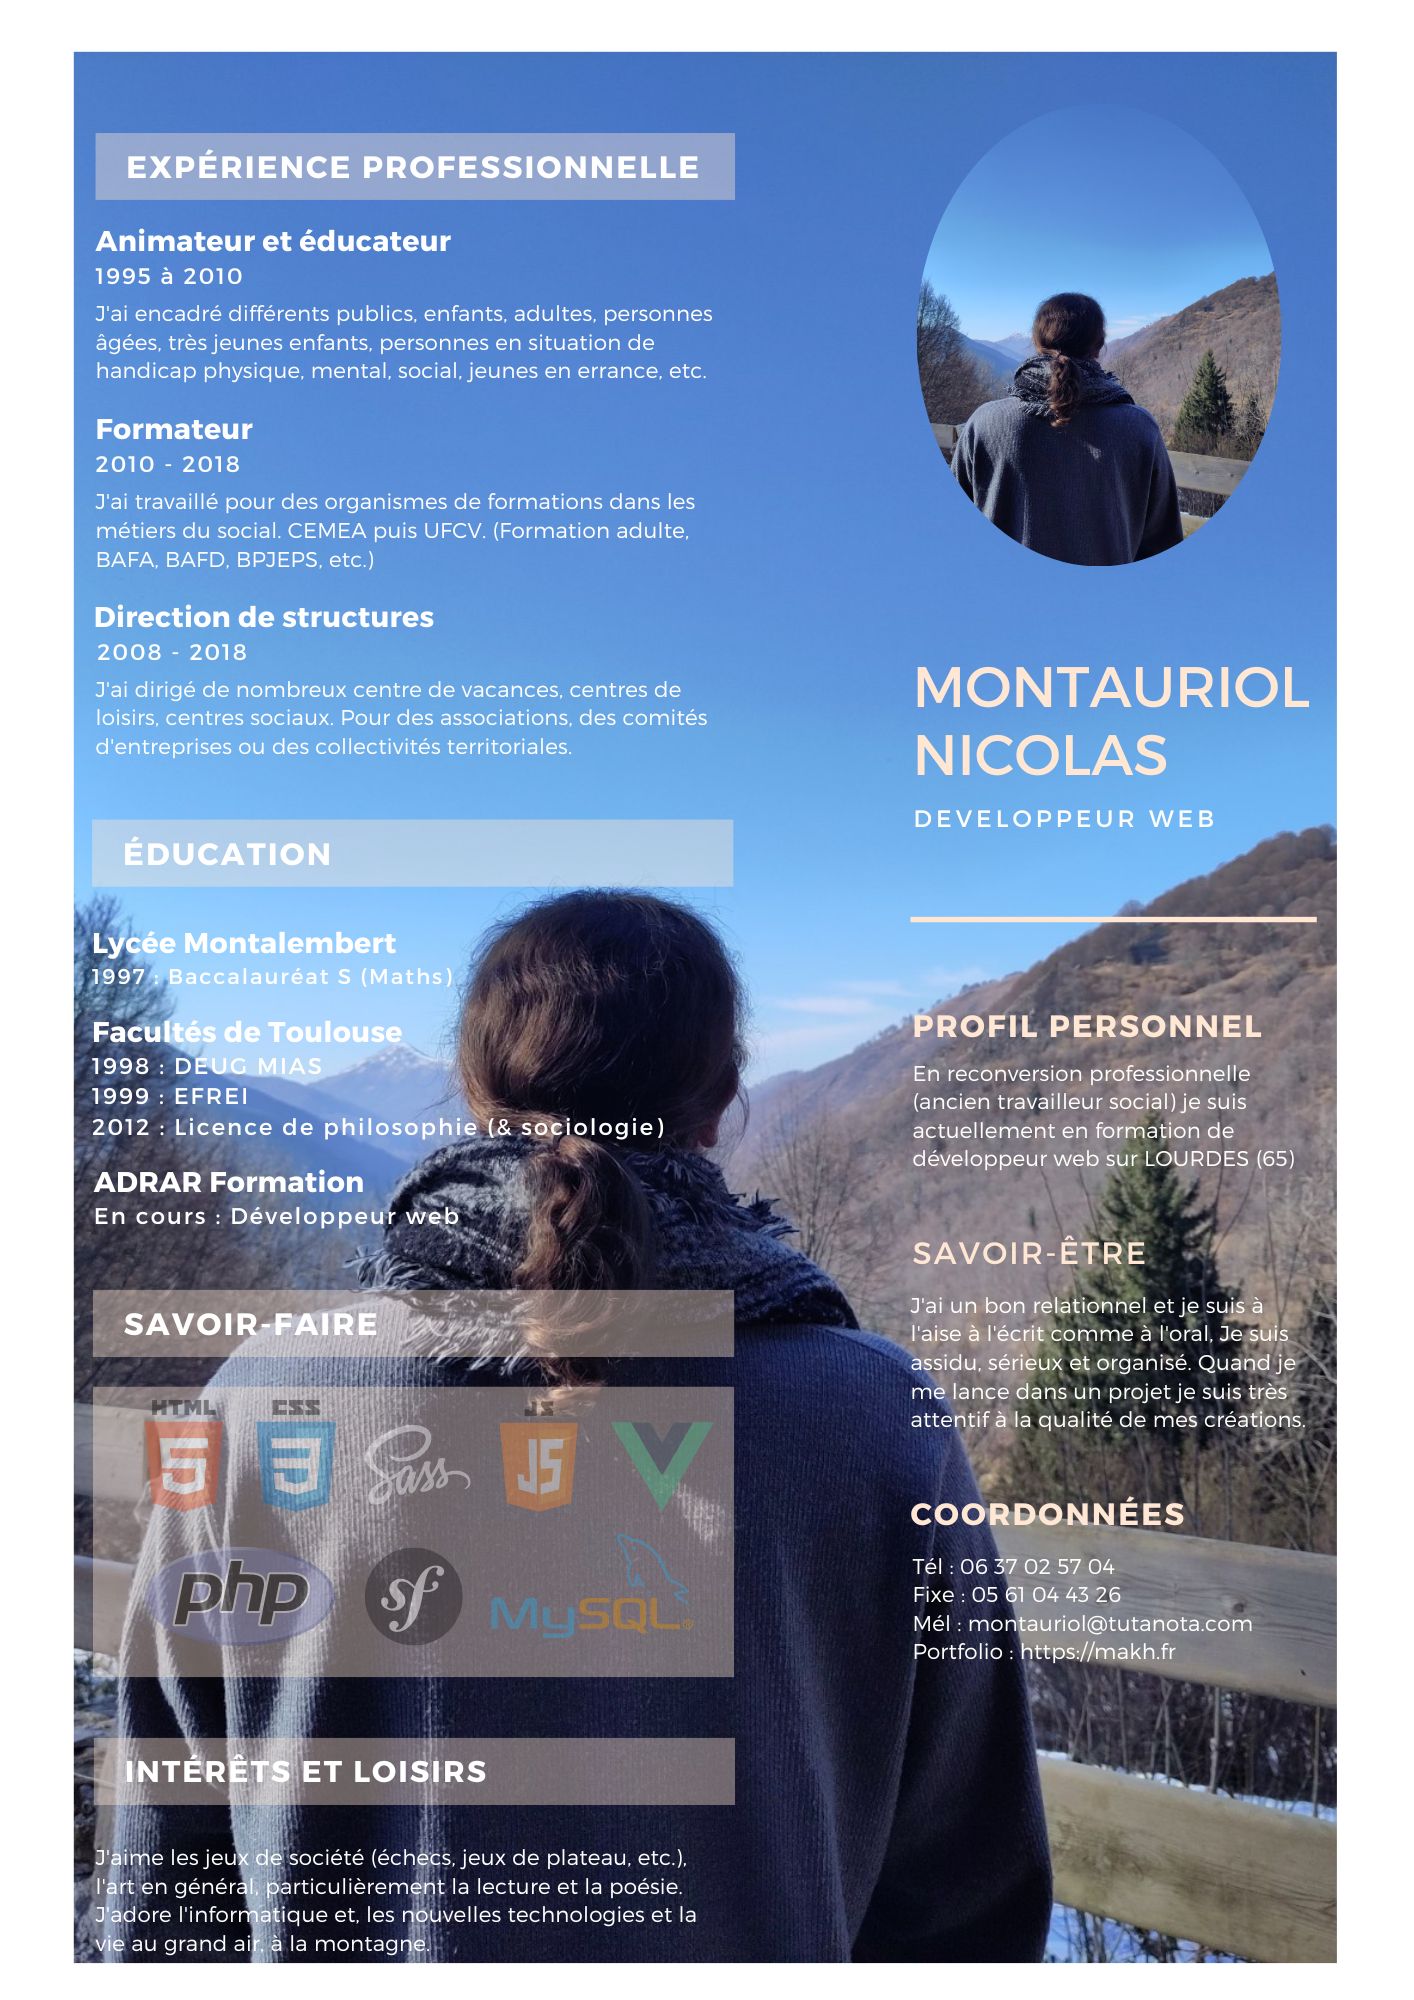 EXPÉRIENCE PROFESSIONNELLE
Animateur et éducateur
1995 à 2010
J'ai encadré différents publics, enfants, adultes, personnes
âgées, très jeunes enfants, personnes en situation de
handicap physique, mental, social, jeunes en errance, etc.
Formateur
2010 - 2018
J'ai travaillé pour des organismes de formations dans les
métiers du social. CEMEA puis UFCV. (Formation adulte,
BAFA, BAFD, BPJEPS, etc.)
Direction de structures
2008 - 2018
J'ai dirigé de nombreux centre de vacances, centres de
loisirs, centres sociaux. Pour des associations, des comités
d'entreprises ou des collectivités territoriales.
ÉDUCATION
Lycée Montalembert
1997 : Baccalauréat S (Maths)
Facultés de Toulouse
1998 : DEUG MIAS
1999 : EFREI
2012 : Licence de philosophie (& sociologie)
ADRAR Formation
En cours : Développeur web
SAVOIR-FAIRE
HTML CSS JS
5 3 Sass JS
php sf MySQL®
INTÉRÊTS ET LOISIRS
J'aime les jeux de société (échecs, jeux de plateau, etc.),
l'art en général, particulièrement la lecture et la poésie.
J'adore l'informatique et, les nouvelles technologies et la
vie au grand air, à la montagne.
MONTAURIOL
NICOLAS
DEVELOPPEUR WEB
PROFIL PERSONNEL
En reconversion professionnelle
(ancien travailleur social) je suis
actuellement en formation de
développeur web sur LOURDES (65)
SAVOIR-ÊTRE
J'ai un bon relationnel et je suis à
l'aise à l'écrit comme à l'oral, Je suis
assidu, sérieux et organisé. Quand je
me lance dans un projet je suis très
attentif à la qualité de mes créations.
COORDONNÉES
Tél : 06 37 02 57 04
Fixe : 05 61 04 43 26
Mél : montauriol@tutanota.com
Portfolio : https://makh.fr